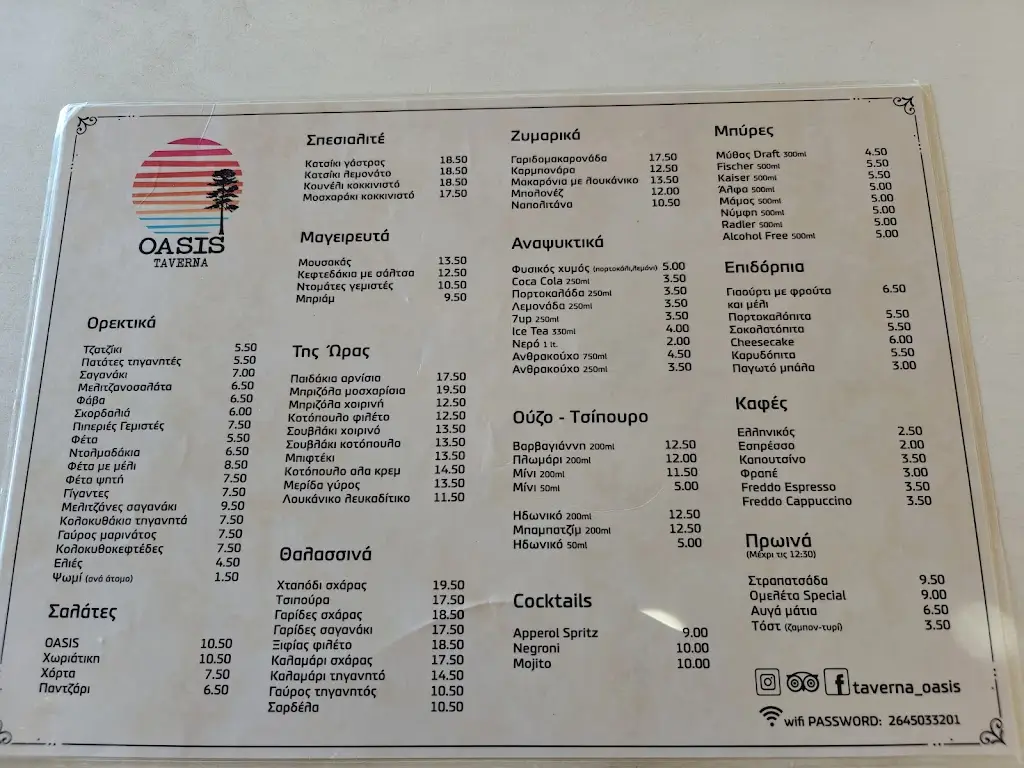 OASIS
TAVERNA
Ορεκτικά
Τζατζίκι 5.50
Πατάτες τηγανητές 5.50
Σαγανάκι 7.00
Μελιτζανοσαλάτα 6.50
Φάβα 6.50
Σκορδαλιά 6.00
Πιπεριές Γεμιστές 7.50
Φέτα 5.50
Ντολμαδάκια 6.50
Φέτα με μέλι 8.50
Φέτα ψητή 7.50
Γίγαντες 7.50
Μελιτζάνες σαγανάκι 9.50
Κολοκυθάκια τηγανητά 7.50
Γαύρος μαρινάτος 7.50
Κολοκυθοκεφτέδες 7.50
Ελιές 4.50
Ψωμί (ανά άτομο) 1.50
Σαλάτες
OASIS 10.50
Χωριάτικη 10.50
Χόρτα 7.50
Παντζάρι 6.50
Σπεσιαλιτέ
Κατσίκι γάστρας 18.50
Κατσίκι λεμονάτο 18.50
Κουνέλι κοκκινιστό 18.50
Μοσχαράκι κοκκινιστό 17.50
Μαγειρευτά
Μουσακάς 13.50
Κεφτεδάκια με σάλτσα 12.50
Ντομάτες γεμιστές 10.50
Μπριάμ 9.50
Της Ώρας
Παιδάκια αρνίσια 17.50
Μπριζόλα μοσχαρίσια 19.50
Μπριζόλα χοιρινή 12.50
Κοτόπουλο φιλέτο 12.50
Σουβλάκι χοιρινό 13.50
Σουβλάκι κοτόπουλο 13.50
Μπιφτέκι 13.50
Κοτόπουλο αλα κρεμ 14.50
Μερίδα γύρος 13.50
Λουκάνικο λευκαδίτικο 11.50
Θαλασσινά
Χταπόδι σχάρας 19.50
Τσιπούρα 17.50
Γαρίδες σχάρας 18.50
Γαρίδες σαγανάκι 17.50
Ξιφίας φιλέτο 18.50
Καλαμάρι σχάρας 17.50
Καλαμάρι τηγανητό 14.50
Γαύρος τηγανητός 10.50
Σαρδέλα 10.50
Ζυμαρικά
Γαριδομακαρονάδα 17.50
Καρμπονάρα 12.50
Μακαρόνια με λουκάνικο 13.50
Μπολονέζ 12.00
Ναπολιτάνα 10.50
Αναψυκτικά
Φυσικός χυμός (πορτοκάλι,λεμόνι) 5.00
Coca Cola 250ml 3.50
Πορτοκαλάδα 250ml 3.50
Λεμονάδα 250ml 3.50
7up 250ml 3.50
Ice Tea 330ml 4.00
Νερό 1 lt. 2.00
Ανθρακούχο 750ml 4.50
Ανθρακούχο 250ml 3.50
Ούζο - Τσίπουρο
Βαρβαγιάννη 200ml 12.50
Πλωμάρι 200ml 12.00
Μίνι 200ml 11.50
Μίνι 50ml 5.00
Ηδωνικό 200ml 12.50
Μπαμπατζίμ 200ml 12.50
Ηδωνικό 50ml 5.00
Cocktails
Apperol Spritz 9.00
Negroni 10.00
Mojito 10.00
Μπύρες
Μύθος Draft 300ml 4.50
Fischer 500ml 5.50
Kaiser 500ml 5.50
Άλφα 500ml 5.00
Μάμος 500ml 5.00
Νύμφη 500ml 5.00
Radler 500ml 5.00
Alcohol Free 500ml 5.00
Επιδόρπια
Γιαούρτι με φρούτα 6.50
και μέλι
Πορτοκαλόπιτα 5.50
Σοκολατόπιτα 5.50
Cheesecake 6.00
Καρυδόπιτα 5.50
Παγωτό μπάλα 3.00
Καφές
Ελληνικός 2.50
Εσπρέσσο 2.00
Καπουτσίνο 3.50
Φραπέ 3.00
Freddo Espresso 3.50
Freddo Cappuccino 3.50
Πρωινά
(Μέχρι τις 12:30)
Στραπατσάδα 9.50
Ομελέτα Special 9.00
Αυγά μάτια 6.50
Τόστ (ζαμπον-τυρί) 3.50
taverna_oasis
wifi PASSWORD: 2645033201